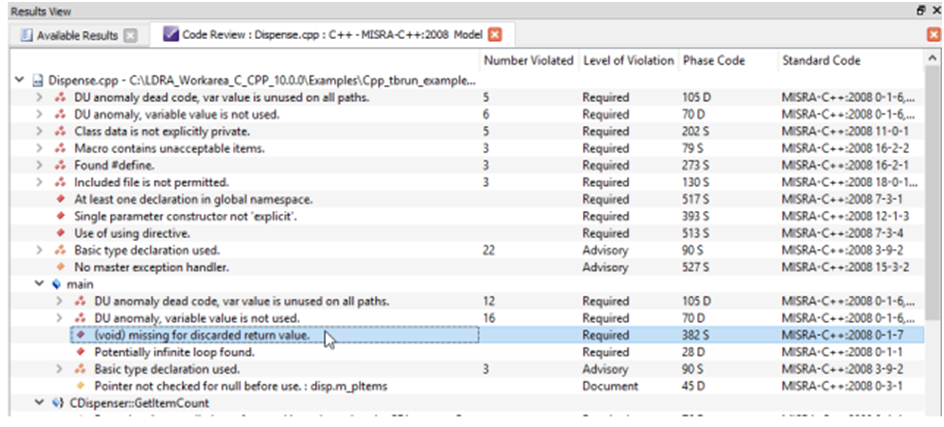 Results View
Available Results Code Review : Dispense.cpp : C++ - MISRA-C++:2008 Model
Number Violated Level of Violation Phase Code Standard Code
Dispense.cpp - C:\LDRA_Workarea_C_CPP_10.0.0\Examples\Cpp_tbrun_example...
DU anomaly dead code, var value is unused on all paths. 5 Required 105 D MISRA-C++:2008 0-1-6,...
DU anomaly, variable value is not used. 6 Required 70 D MISRA-C++:2008 0-1-6,...
Class data is not explicitly private. 5 Required 202 S MISRA-C++:2008 11-0-1
Macro contains unacceptable items. 3 Required 79 S MISRA-C++:2008 16-2-2
Found #define. 3 Required 273 S MISRA-C++:2008 16-2-1
Included file is not permitted. 3 Required 130 S MISRA-C++:2008 18-0-1...
At least one declaration in global namespace. Required 517 S MISRA-C++:2008 7-3-1
Single parameter constructor not 'explicit'. Required 393 S MISRA-C++:2008 12-1-3
Use of using directive. Required 513 S MISRA-C++:2008 7-3-4
Basic type declaration used. 22 Advisory 90 S MISRA-C++:2008 3-9-2
No master exception handler. Advisory 527 S MISRA-C++:2008 15-3-2
main
DU anomaly dead code, var value is unused on all paths. 12 Required 105 D MISRA-C++:2008 0-1-6,...
DU anomaly, variable value is not used. 16 Required 70 D MISRA-C++:2008 0-1-6,...
(void) missing for discarded return value. Required 382 S MISRA-C++:2008 0-1-7
Potentially infinite loop found. Required 28 D MISRA-C++:2008 0-1-1
Basic type declaration used. 3 Advisory 90 S MISRA-C++:2008 3-9-2
Pointer not checked for null before use. : disp.m_pItems Document 45 D MISRA-C++:2008 0-3-1
CDispenser::GetItemCount